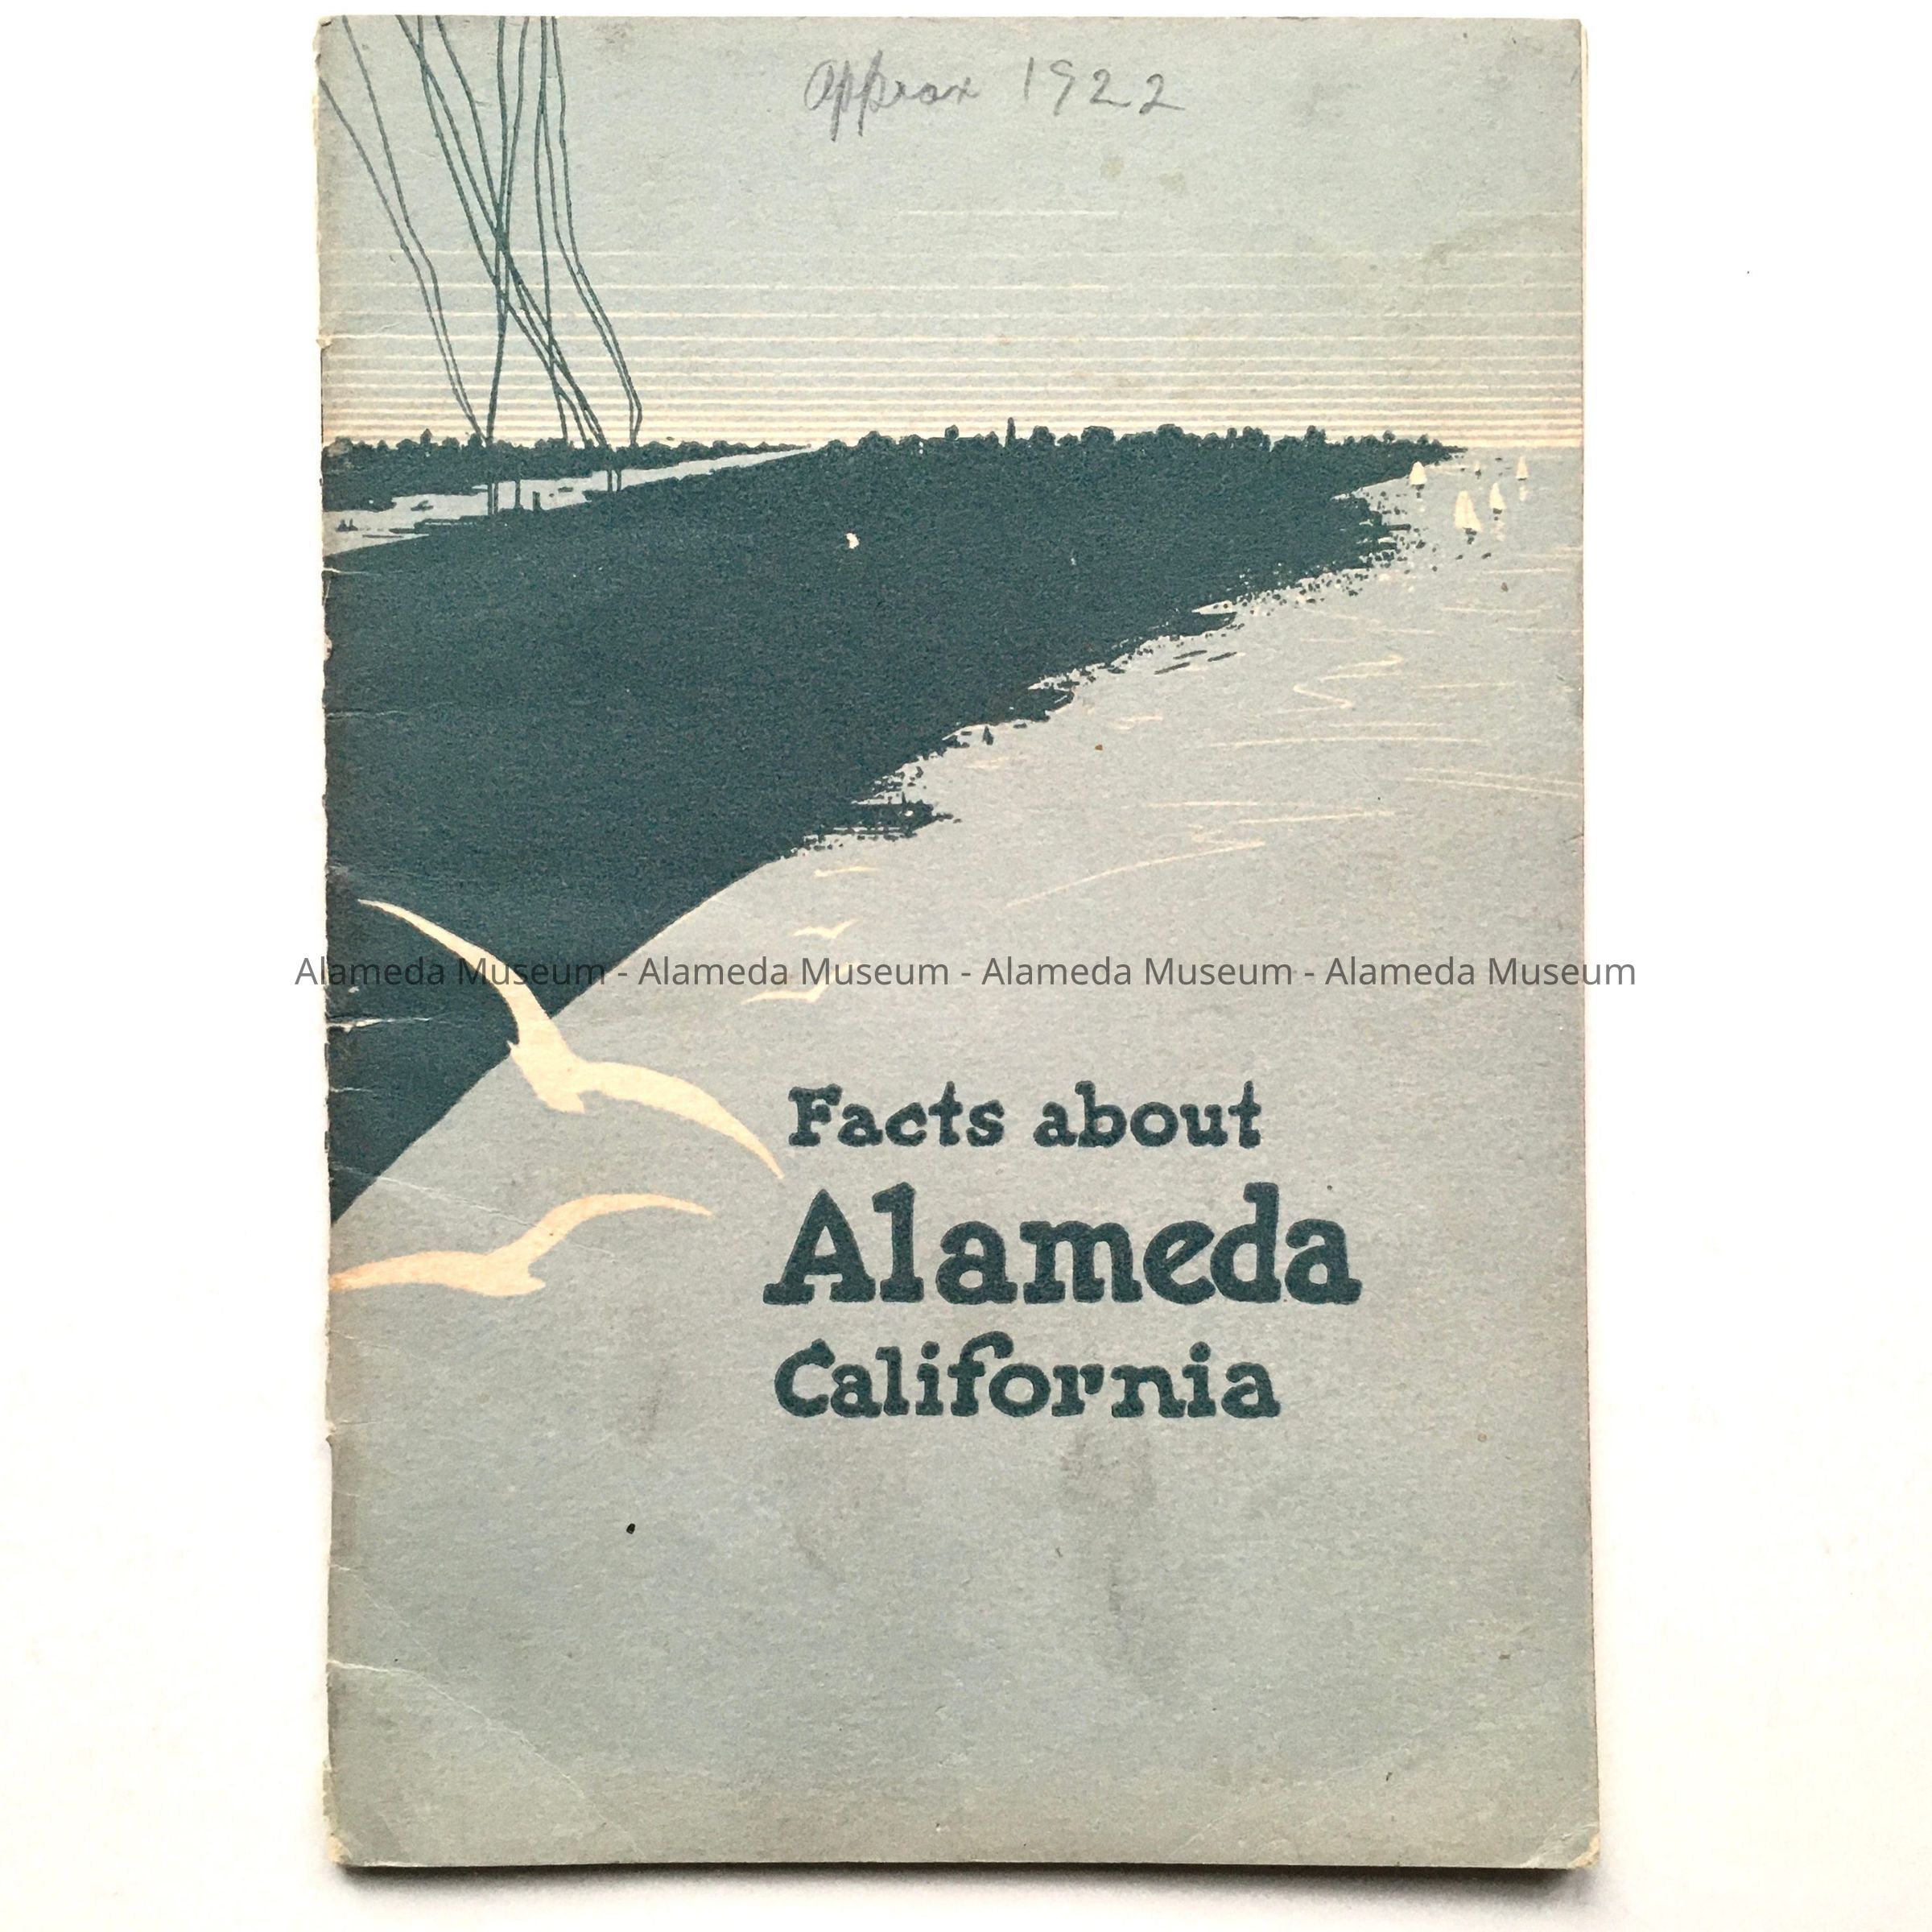 Approx 1922
Alameda Museum - Alameda Museum - Alameda Museum - Alameda Museum
Facts about
Alameda
California